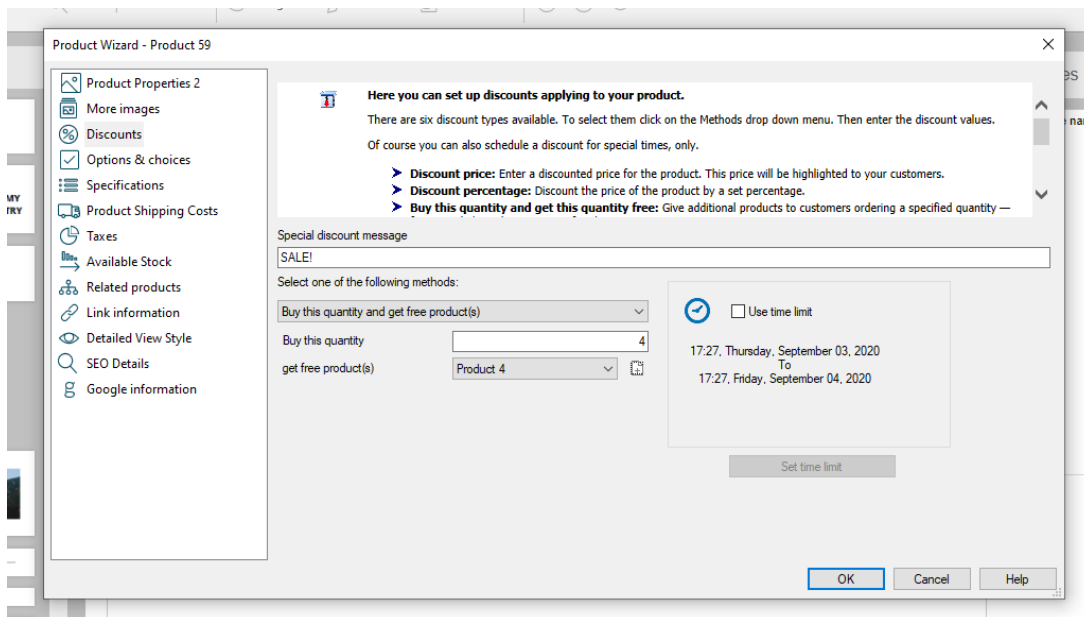 Product Wizard - Product 59
es
Product Properties 2
More images
Discounts
Options & choices
Specifications
Product Shipping Costs
Taxes
Available Stock
Related products
Link information
Detailed View Style
SEO Details
Google information
MY
TRY
Here you can set up discounts applying to your product.
There are six discount types available. To select them click on the Methods drop down menu. Then enter the discount values.
Of course you can also schedule a discount for special times, only.
Discount price: Enter a discounted price for the product. This price will be highlighted to your customers.
Discount percentage: Discount the price of the product by a set percentage.
Buy this quantity and get this quantity free: Give additional products to customers ordering a specified quantity —
e na
Special discount message
SALE!
Select one of the following methods:
Buy this quantity and get free product(s)
Buy this quantity
4
get free product(s)
Product 4
Use time limit
17:27, Thursday, September 03, 2020
To
17:27, Friday, September 04, 2020
Set time limit
OK
Cancel
Help